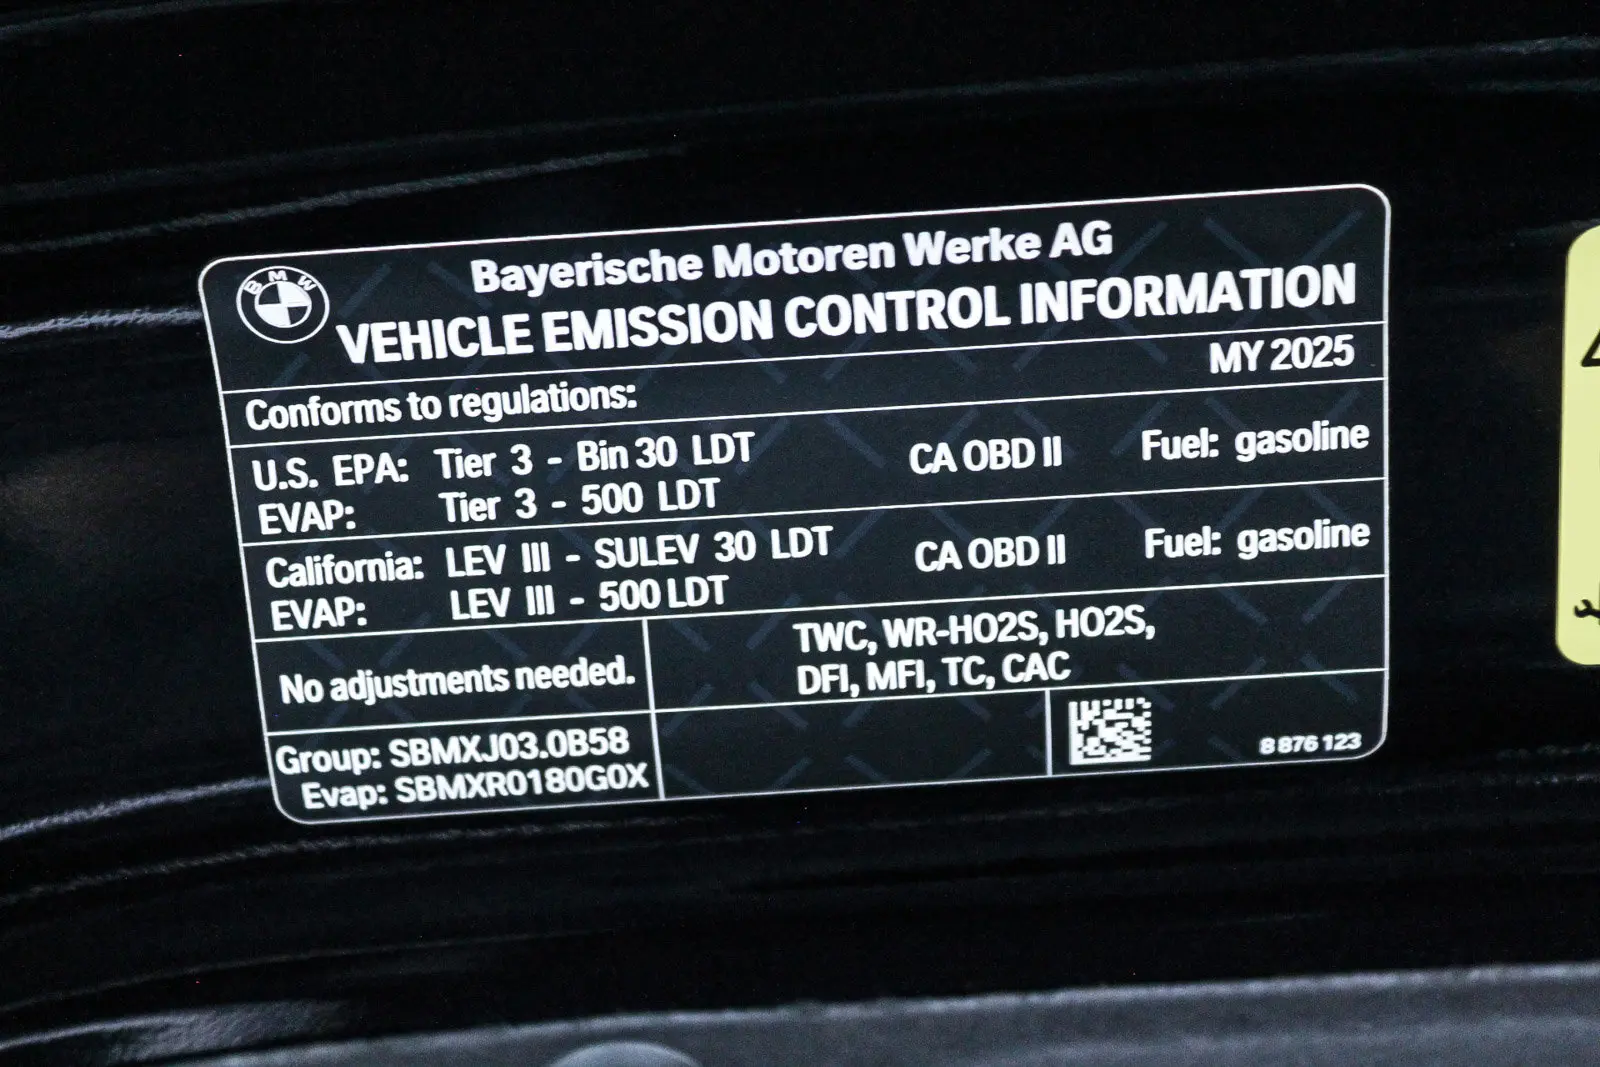 BMW
Bayerische Motoren Werke AG
VEHICLE EMISSION CONTROL INFORMATION
Conforms to regulations: MY 2025
U.S. EPA: Tier 3 - Bin 30 LDT CA OBD II Fuel: gasoline
EVAP: Tier 3 - 500 LDT
California: LEV III - SULEV 30 LDT CA OBD II Fuel: gasoline
EVAP: LEV III - 500 LDT
No adjustments needed.
TWC, WR-HO2S, HO2S,
DFI, MFI, TC, CAC
Group: SBMXJ03.0B58
Evap: SBMXR0180G0X
8 876 123